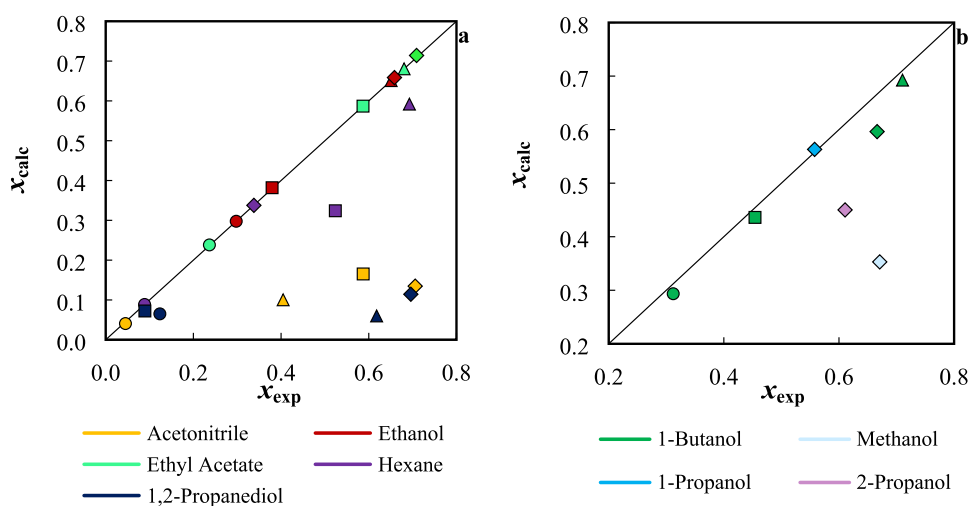 a
0.8
0.7
0.6
0.5
0.4
0.3
0.2
0.1
0.0
xcalc
0.0 0.2 0.4 0.6 0.8
xexp
Acetonitrile
Ethanol
Ethyl Acetate
Hexane
1,2-Propanediol
b
0.8
0.7
0.6
0.5
0.4
0.3
0.2
xcalc
0.2 0.4 0.6 0.8
xexp
1-Butanol
Methanol
1-Propanol
2-Propanol